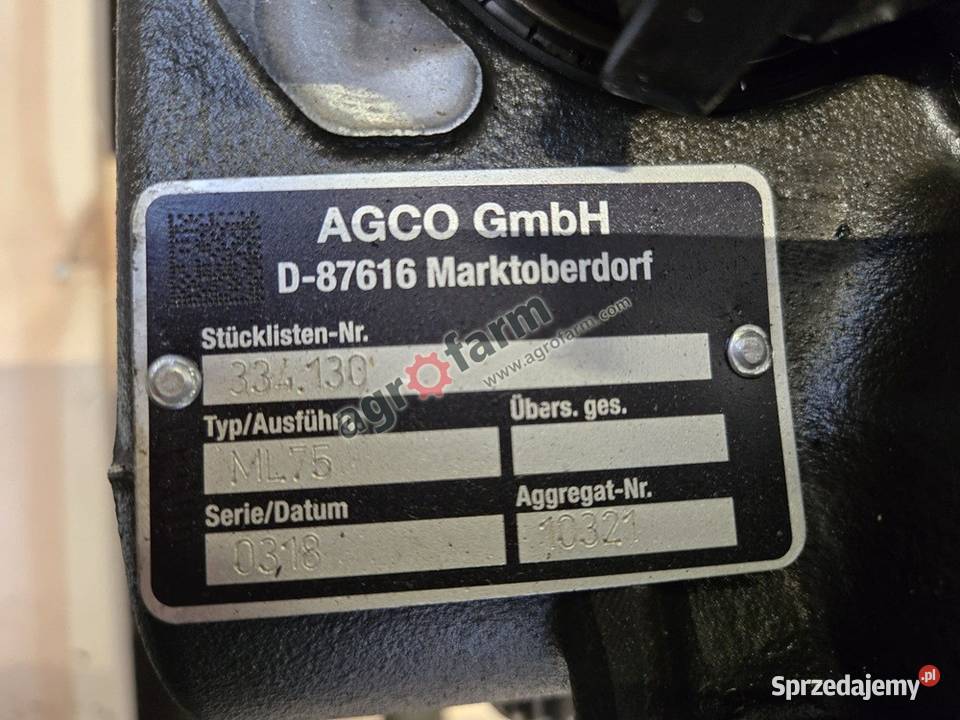 AGCO GmbH
D-87616 Marktoberdorf
Stücklisten-Nr.
334.130
Typ/Ausführ
Übers. ges.
ML75
Serie/Datum
Aggregat-Nr.
0318
10321
agrofarm
www.agrofarm.com
Sprzedajemy.pl